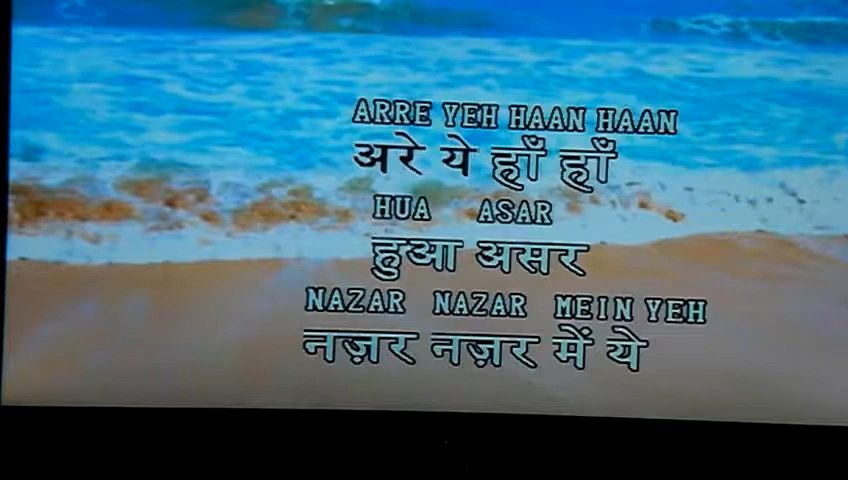 ARRE YEH HAAN HAAN
अरे ये हाँ हाँ
HUA ASAR
हुआ असर
NAZAR NAZAR MEIN YEH
नज़र नज़र में ये